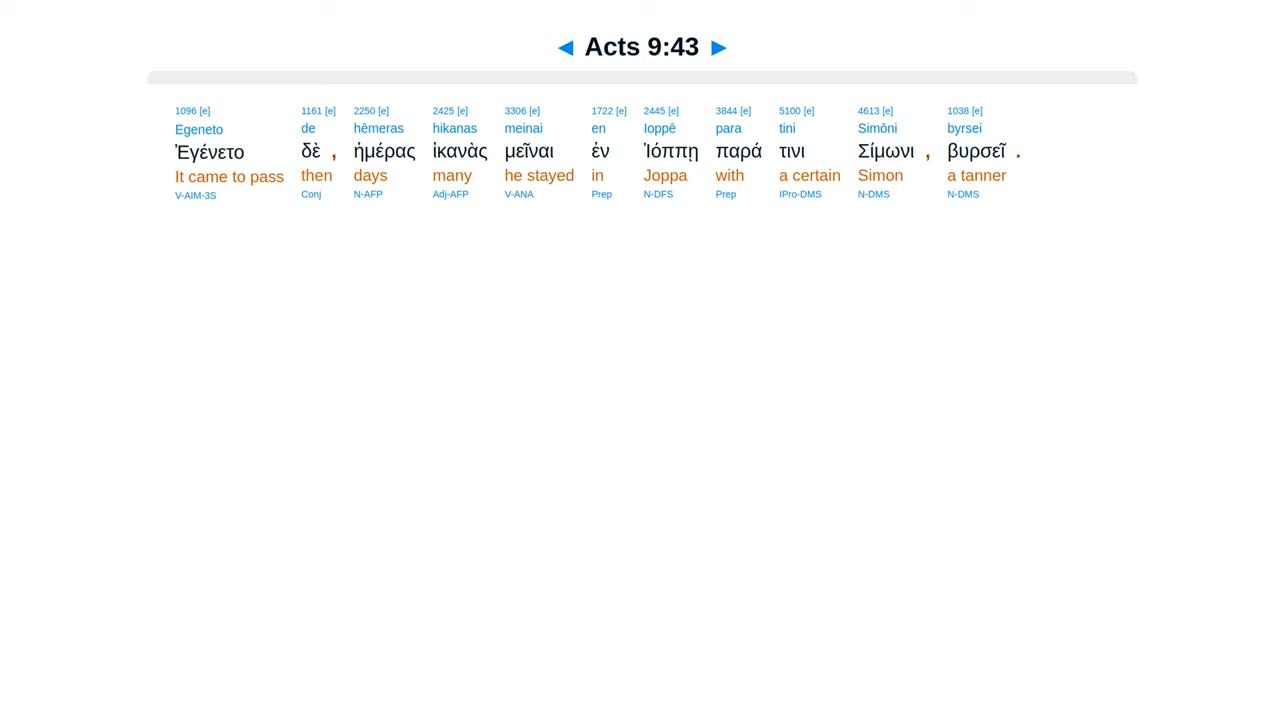 ◄ Acts 9:43 ►
1096 [e] 1161 [e] 2250 [e] 2425 [e] 3306 [e] 1722 [e] 2445 [e] 3844 [e] 5100 [e] 4613 [e] 1038 [e]
Egeneto de hēmeras hikanas meinai en Ioppē para tini Simōni byrsei
Ἐγένετο δὲ , ἡμέρας ἱκανὰς μεῖναι ἐν Ἰόππῃ παρά τινι Σίμωνι , βυρσεῖ .
It came to pass then days many he stayed in Joppa with a certain Simon a tanner
V-AIM-3S Conj N-AFP Adj-AFP V-ANA Prep N-DFS Prep IPro-DMS N-DMS N-DMS